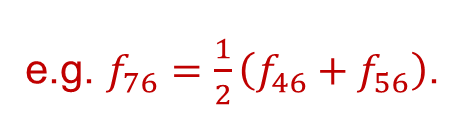 e.g. f₇₆ = ½(f₄₆ + f₅₆).